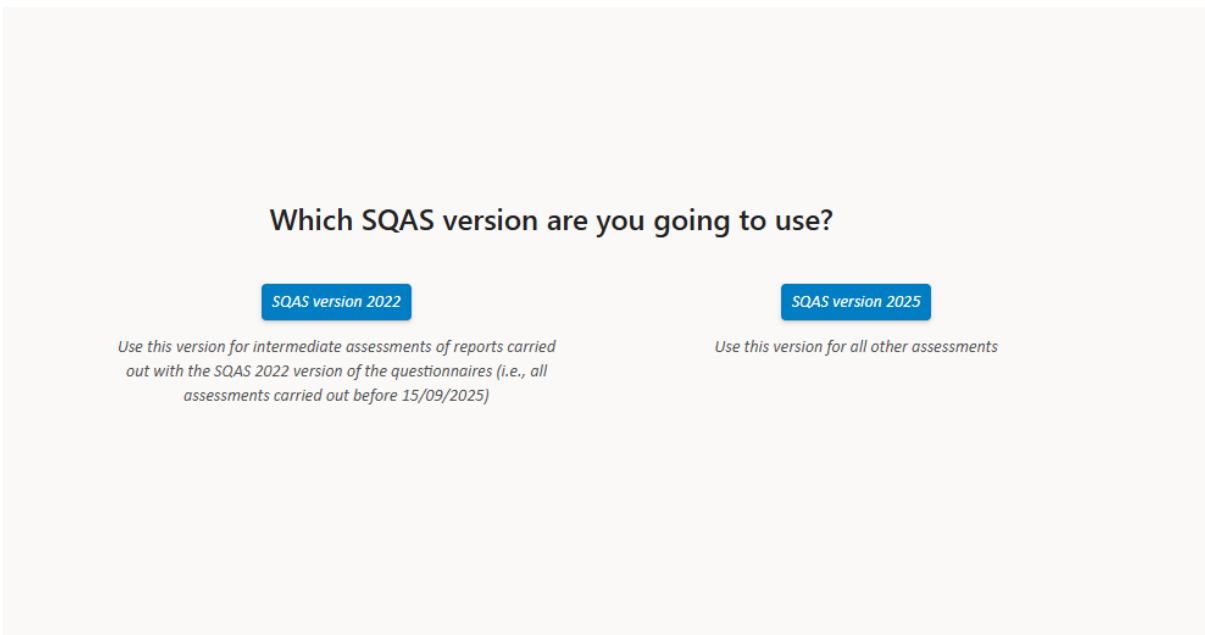 Which SQAS version are you going to use?
SQAS version 2022
Use this version for intermediate assessments of reports carried
out with the SQAS 2022 version of the questionnaires (i.e., all
assessments carried out before 15/09/2025)
SQAS version 2025
Use this version for all other assessments